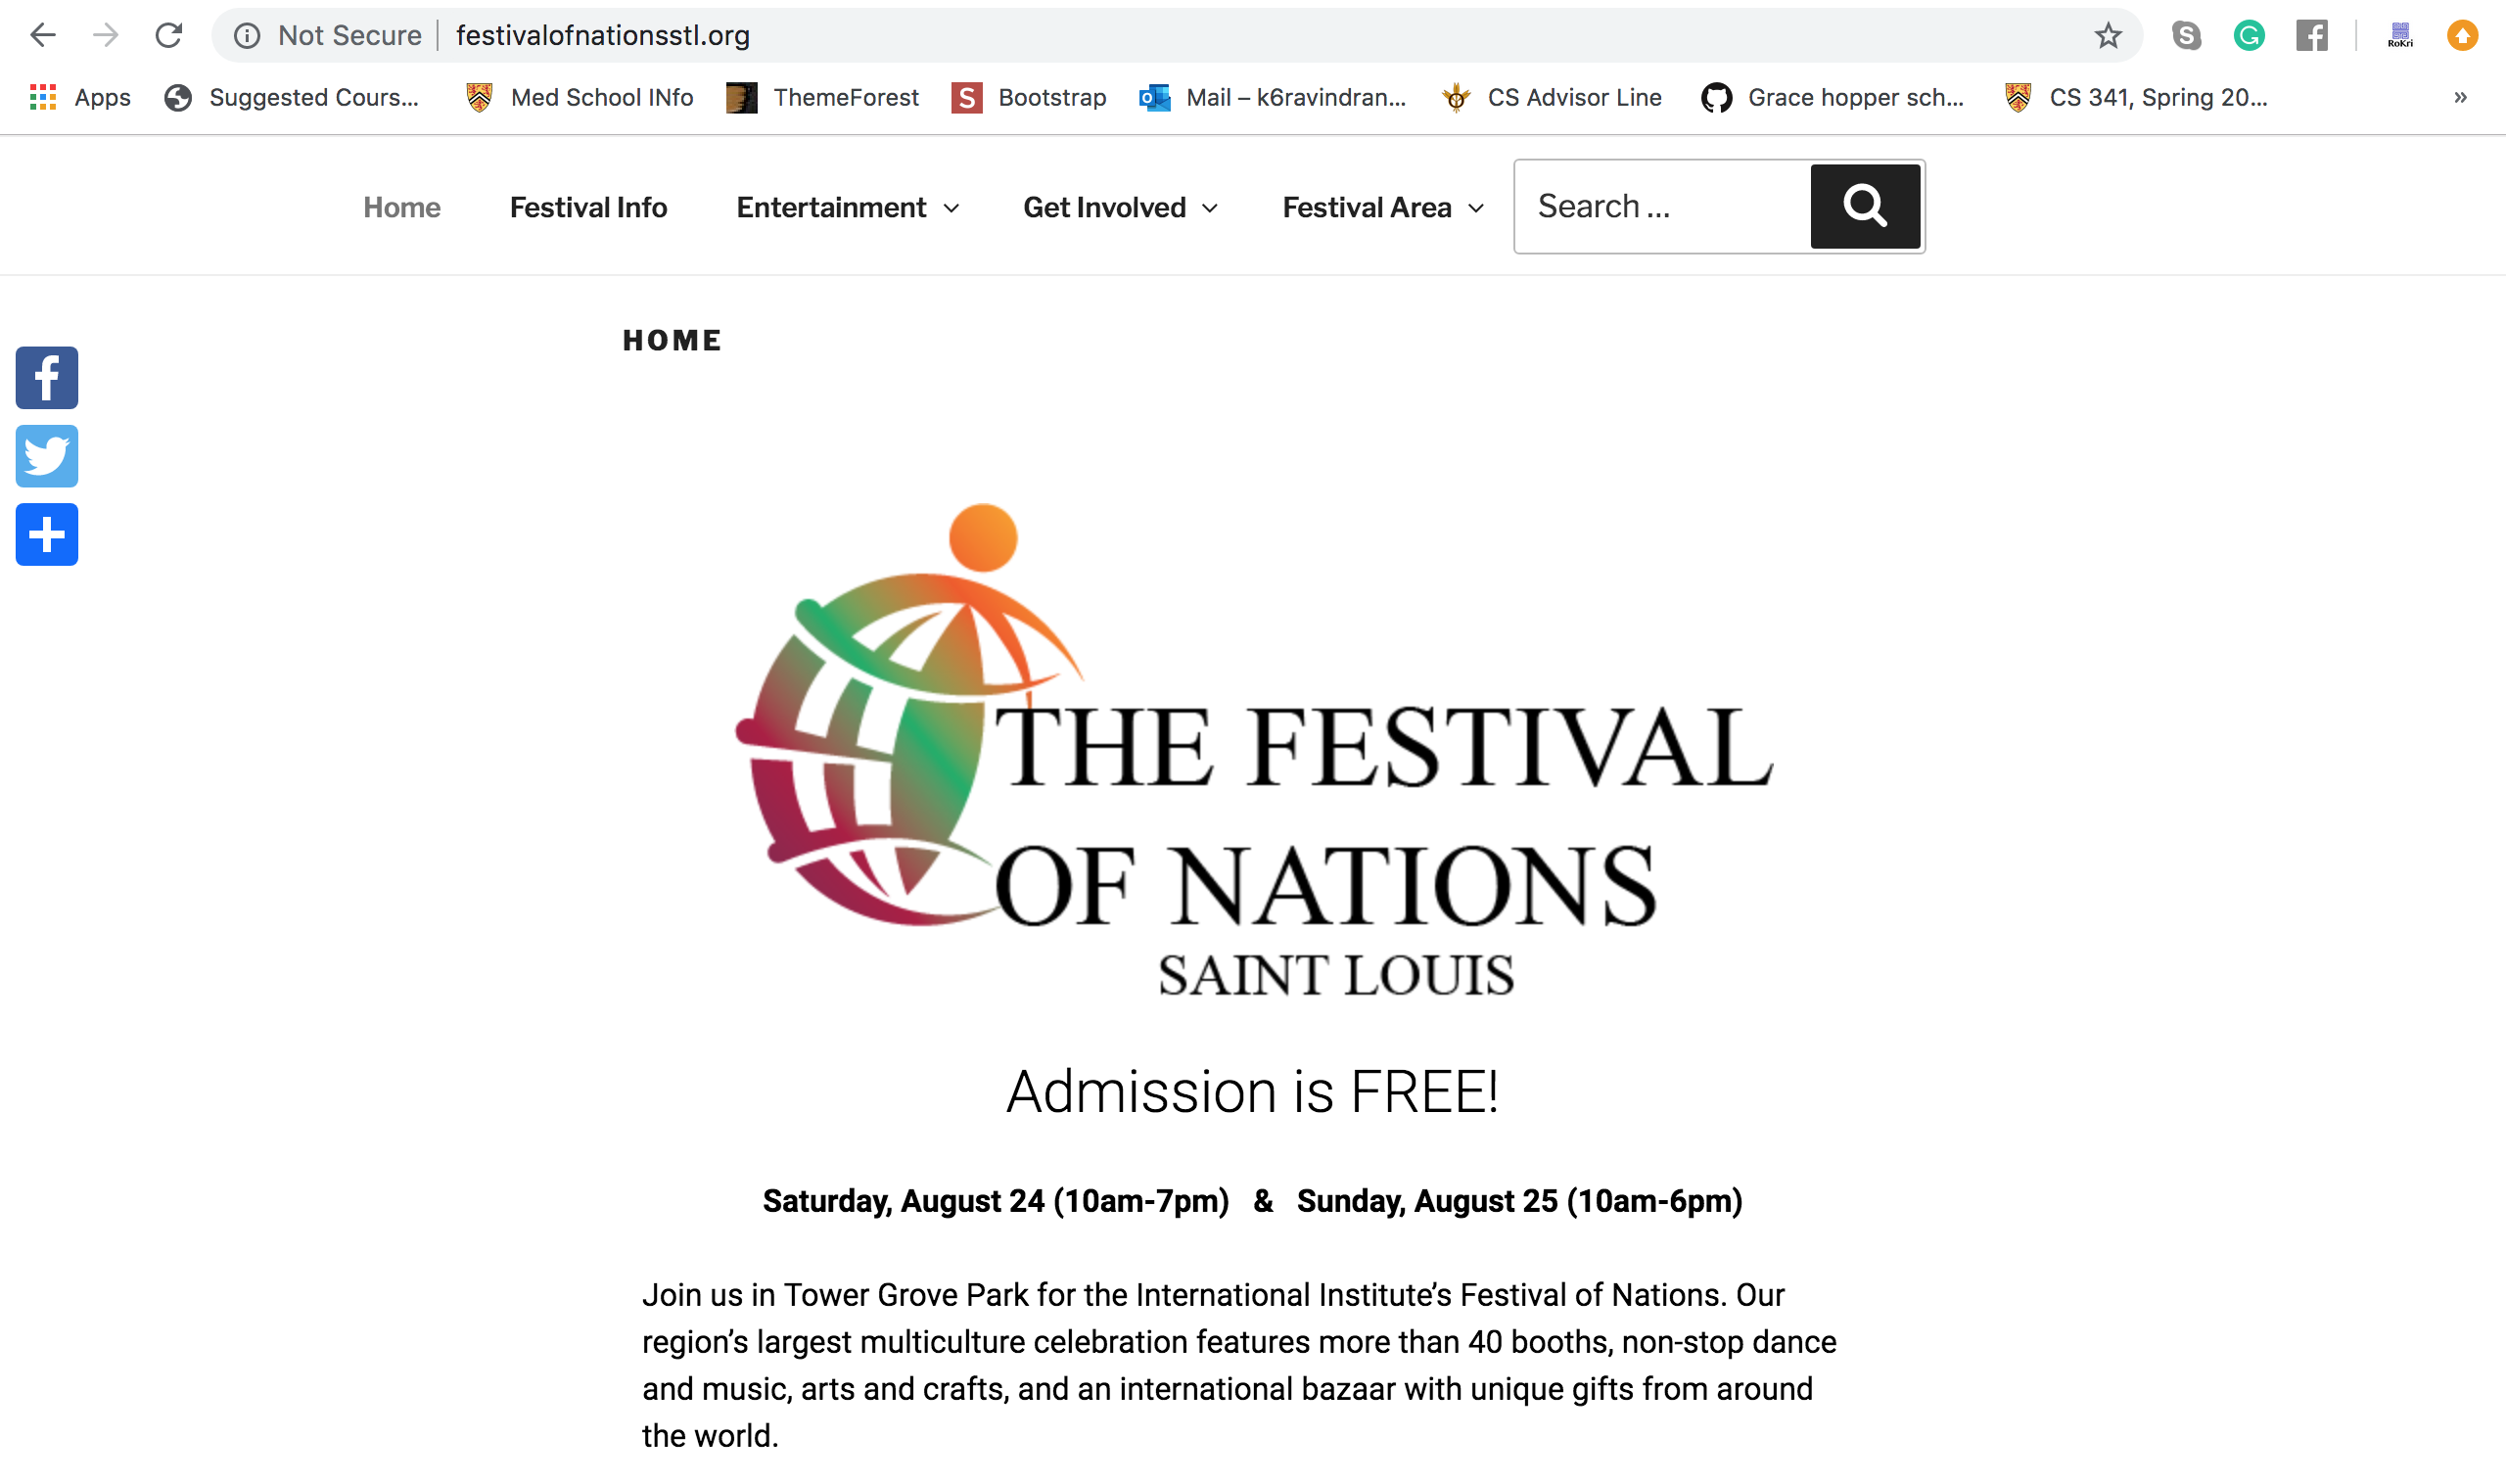 Not Secure festivalofnationsstl.org
RoKri
Apps Suggested Cours... Med School INfo ThemeForest Bootstrap Mail – k6ravindran... CS Advisor Line Grace hopper sch... CS 341, Spring 20... »
Home Festival Info Entertainment Get Involved Festival Area Search ...
HOME
THE FESTIVAL
OF NATIONS
SAINT LOUIS
Admission is FREE!
Saturday, August 24 (10am-7pm) & Sunday, August 25 (10am-6pm)
Join us in Tower Grove Park for the International Institute’s Festival of Nations. Our
region’s largest multiculture celebration features more than 40 booths, non-stop dance
and music, arts and crafts, and an international bazaar with unique gifts from around
the world.